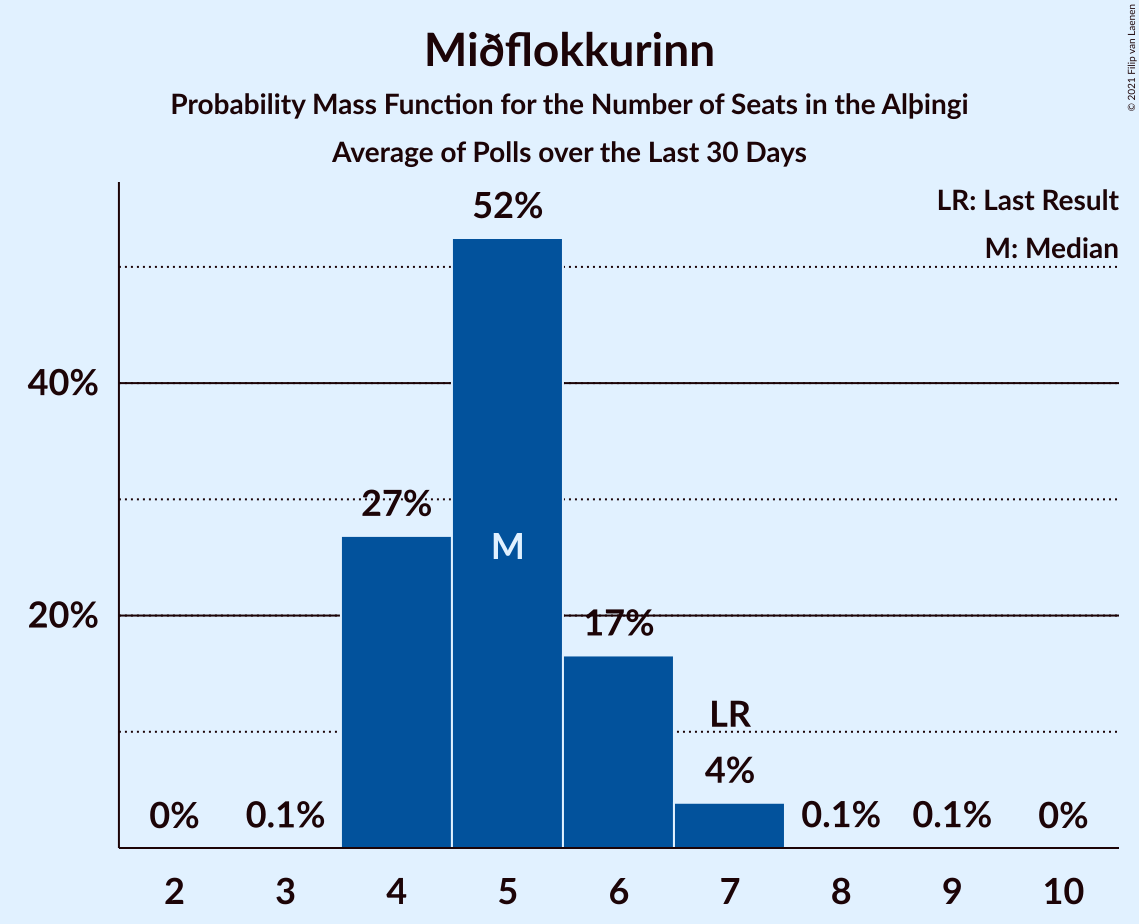 Miðflokkurinn
Probability Mass Function for the Number of Seats in the Alþingi
Average of Polls over the Last 30 Days
© 2021 Filip van Laenen
LR: Last Result
M: Median
52%
40%
27%
M
20%
17%
LR
4%
0%
0.1%
0.1%
0.1%
0%
2 3 4 5 6 7 8 9 10